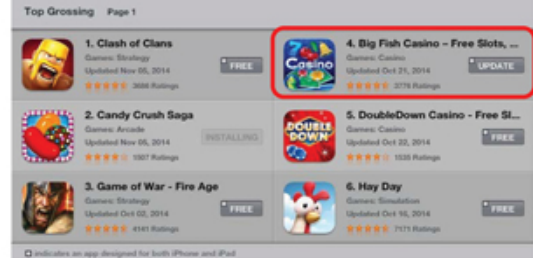 Top Grossing Page 1
1. Clash of Clans
Games: Strategy
Updated Nov 05, 2014
FREE
3688 Ratings
2. Candy Crush Saga
Games: Arcade
Updated Nov 05, 2014
INSTALLING
1507 Ratings
3. Game of War - Fire Age
Games: Strategy
Updated Oct 02, 2014
FREE
4141 Ratings
4. Big Fish Casino – Free Slots, ...
Games: Casino
Updated Oct 21, 2014
UPDATE
3776 Ratings
Casino
5. DoubleDown Casino - Free Sl...
Games: Casino
Updated Oct 22, 2014
FREE
1535 Ratings
DOUBLE
DOWN
6. Hay Day
Games: Simulation
Updated Oct 16, 2014
FREE
7171 Ratings
indicates an app designed for both iPhone and iPad